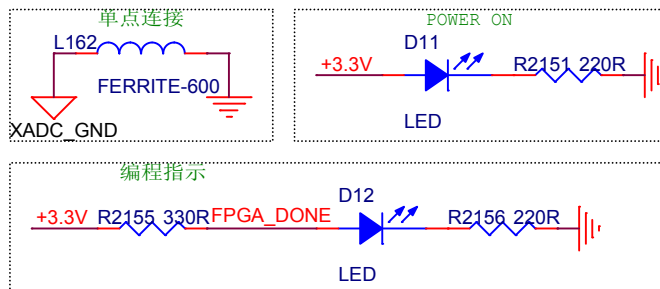 单点连接
L162
FERRITE-600
XADC_GND
POWER ON
D11
+3.3V
R2151 220R
LED
编程指示
D12
+3.3V R2155 330R FPGA_DONE R2156 220R
LED